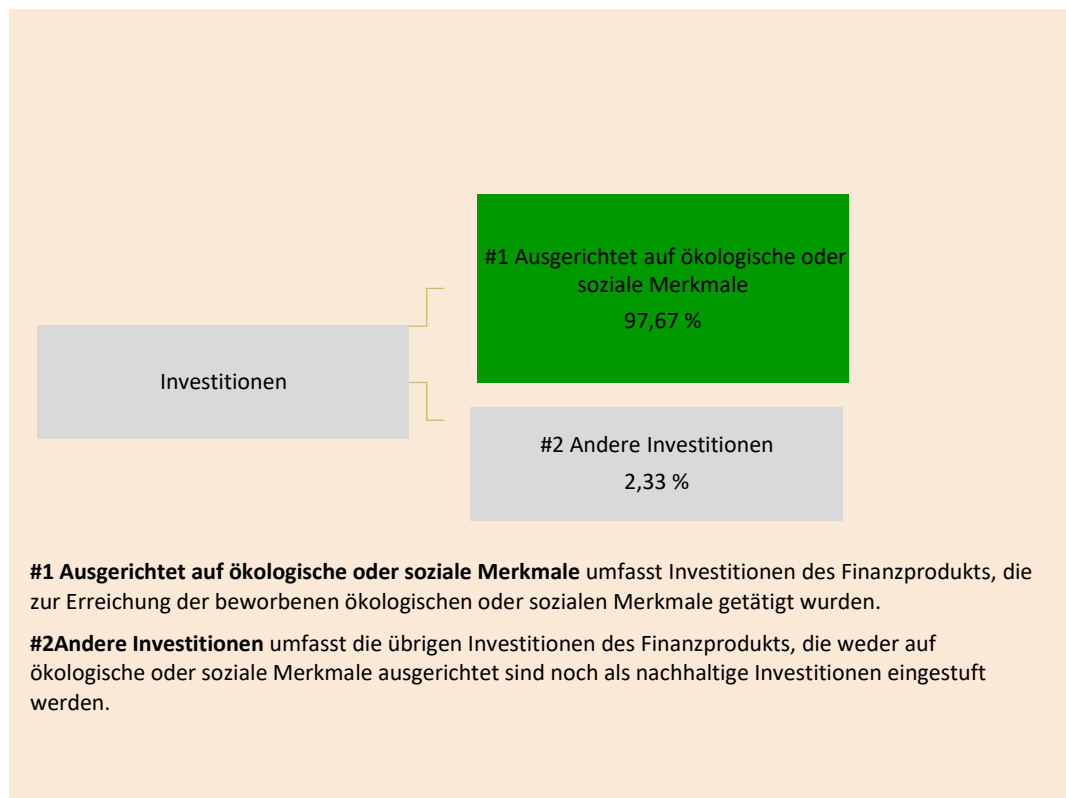 #1 Ausgerichtet auf ökologische oder
soziale Merkmale
97,67 %
Investitionen
#2 Andere Investitionen
2,33 %
#1 Ausgerichtet auf ökologische oder soziale Merkmale umfasst Investitionen des Finanzprodukts, die
zur Erreichung der beworbenen ökologischen oder sozialen Merkmale getätigt wurden.
#2Andere Investitionen umfasst die übrigen Investitionen des Finanzprodukts, die weder auf
ökologische oder soziale Merkmale ausgerichtet sind noch als nachhaltige Investitionen eingestuft
werden.